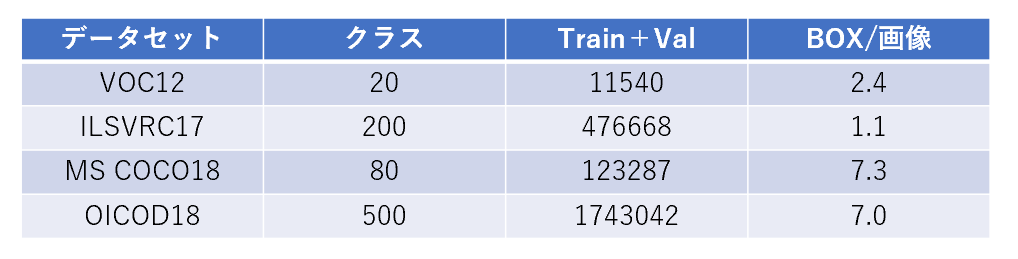 データセット クラス Train＋Val BOX/画像
VOC12 20 11540 2.4
ILSVRC17 200 476668 1.1
MS COCO18 80 123287 7.3
OICOD18 500 1743042 7.0